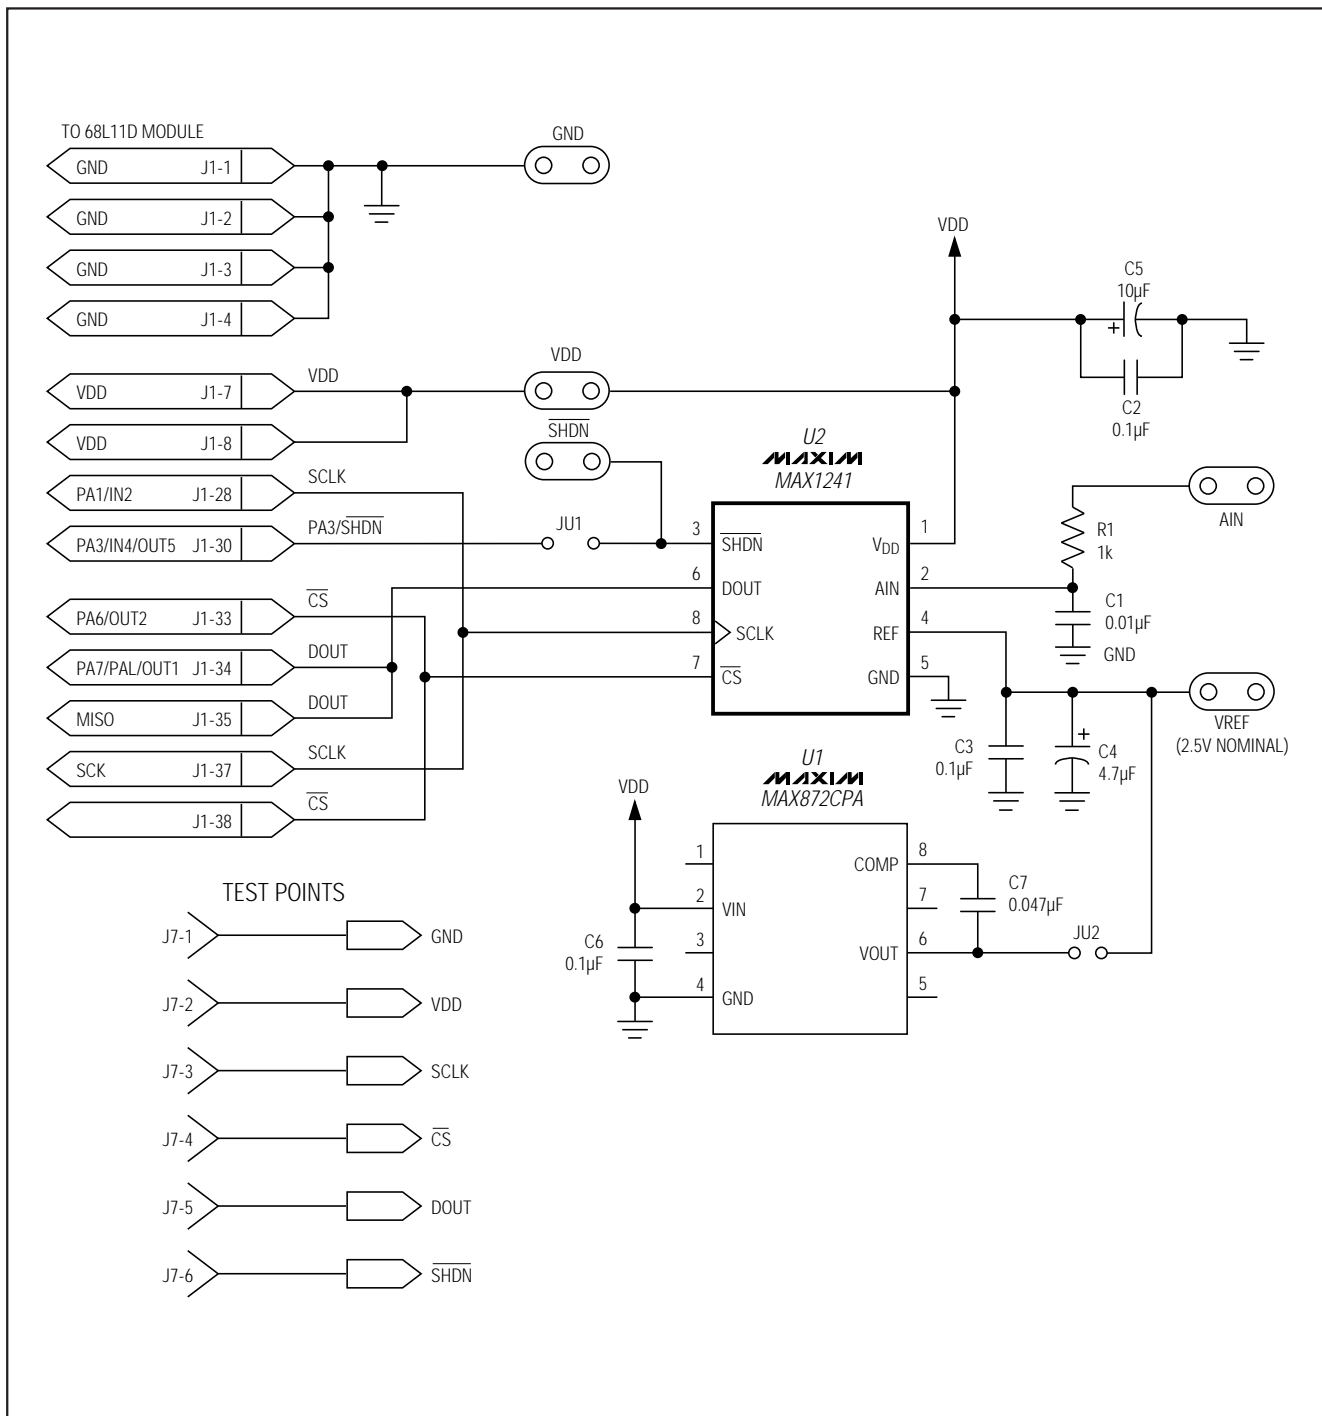 TO 68L11D MODULE
GND J1-1
GND J1-2
GND J1-3
GND J1-4
VDD J1-7
VDD J1-8
PA1/IN2 J1-28
PA3/IN4/OUT5 J1-30
PA6/OUT2 J1-33
PA7/PAL/OUT1 J1-34
MISO J1-35
SCK J1-37
J1-38
VDD
SCLK
PA3/SHDN
CS
DOUT
DOUT
SCLK
CS
GND
VDD
SHDN
JU1
VDD
C5
10µF
+
C2
0.1µF
U2
MAXIM
MAX1241
3 SHDN
6 DOUT
8 SCLK
7 CS
VDD 1
AIN 2
REF 4
GND 5
AIN
R1
1k
C1
0.01µF
GND
VREF
(2.5V NOMINAL)
C3
0.1µF
+
C4
4.7µF
U1
MAXIM
MAX872CPA
VDD
C6
0.1µF
1
2 VIN
3
4 GND
COMP 8
7
VOUT 6
5
C7
0.047µF
JU2
TEST POINTS
J7-1 GND
J7-2 VDD
J7-3 SCLK
J7-4 CS
J7-5 DOUT
J7-6 SHDN